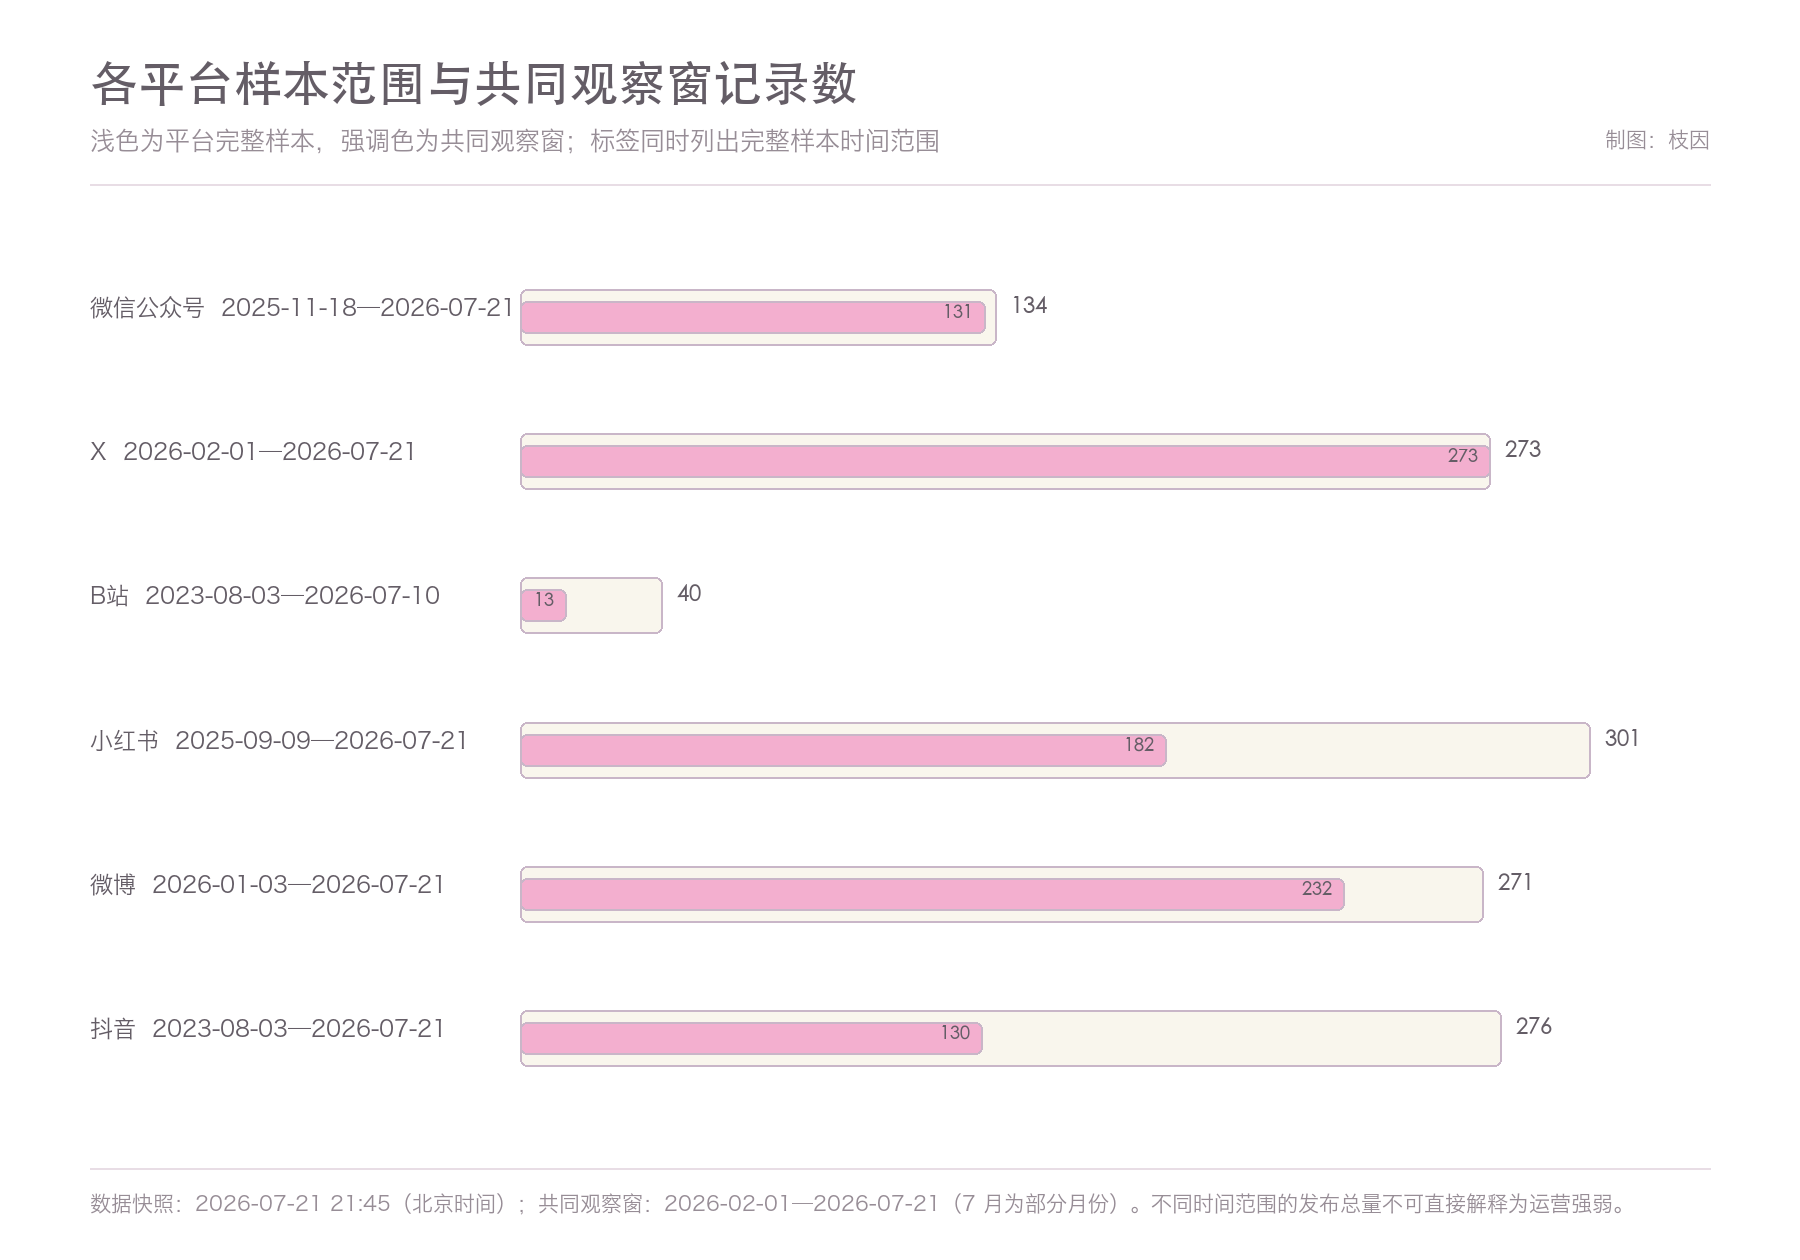 各平台样本范围与共同观察窗记录数
浅色为平台完整样本，强调色为共同观察窗；标签同时列出完整样本时间范围
制图：枝因
微信公众号 2025-11-18—2026-07-21 131 134
X 2026-02-01—2026-07-21 273 273
B站 2023-08-03—2026-07-10 13 40
小红书 2025-09-09—2026-07-21 182 301
微博 2026-01-03—2026-07-21 232 271
抖音 2023-08-03—2026-07-21 130 276
数据快照：2026-07-21 21:45（北京时间）；共同观察窗：2026-02-01—2026-07-21（7 月为部分月份）。不同时间范围的发布总量不可直接解释为运营强弱。